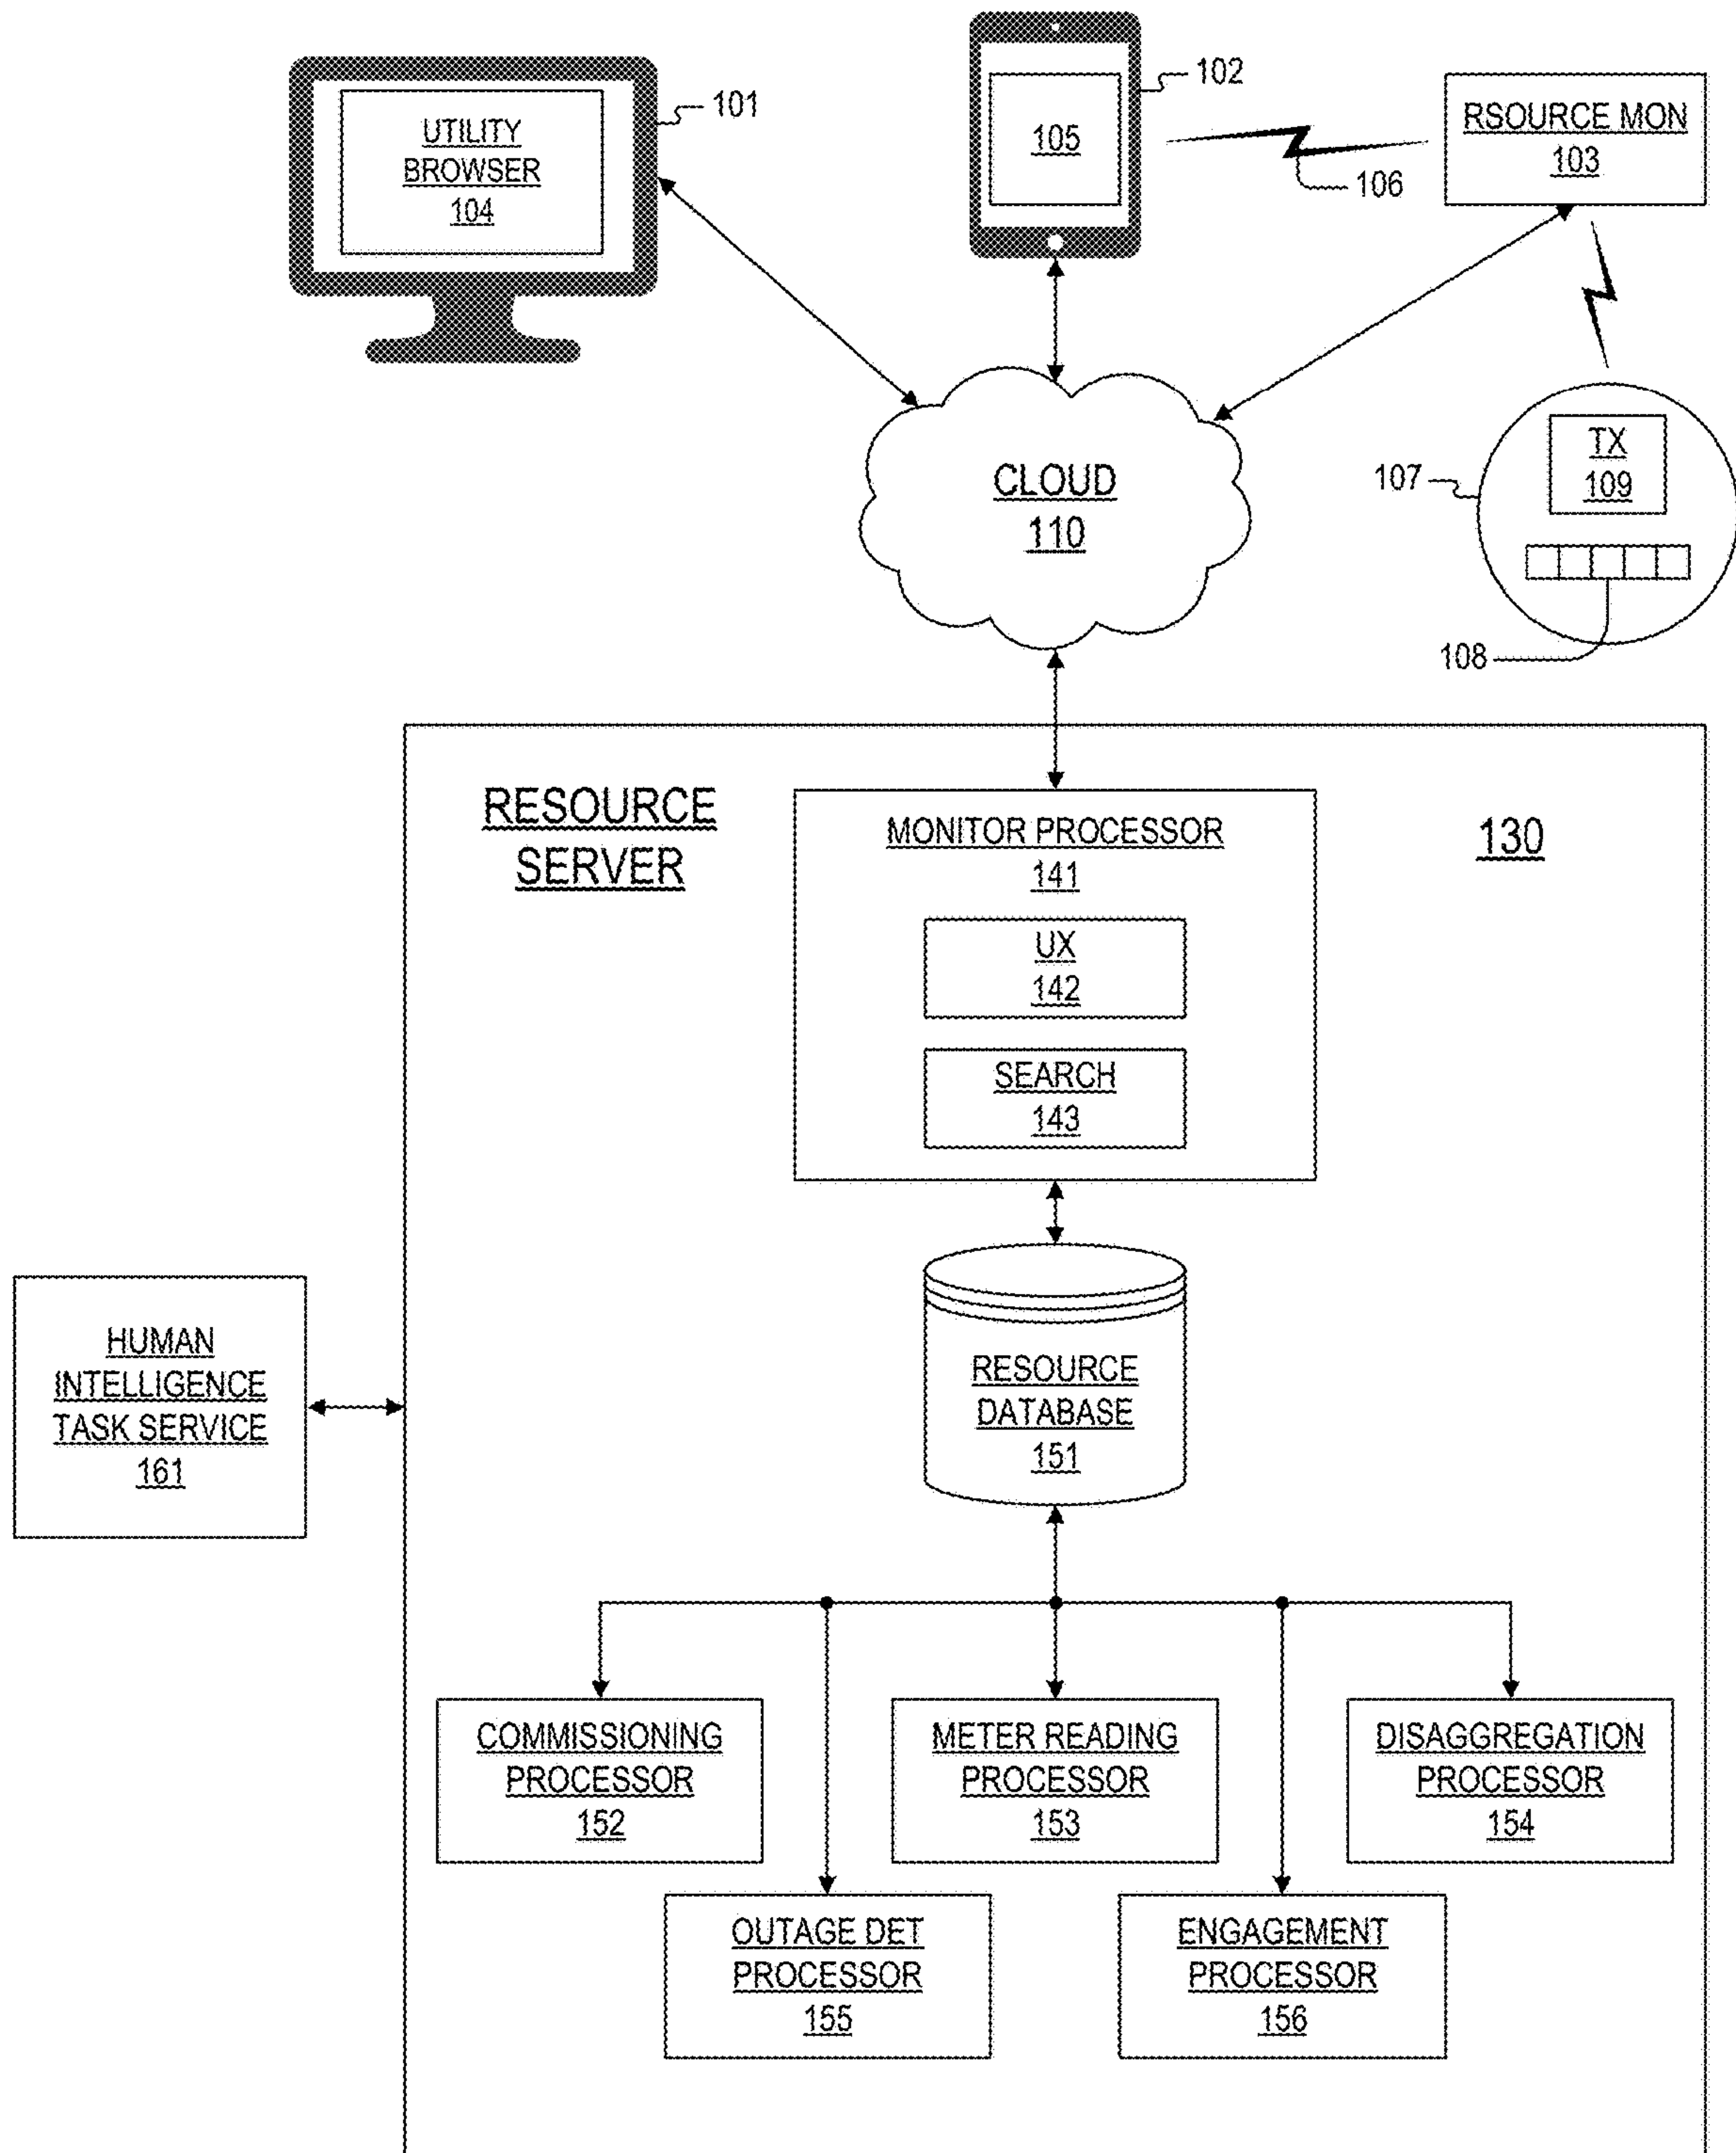 UTILITY
BROWSER
104
101
105
102
106
RSOURCE MON
103
CLOUD
110
107
TX
109
108
RESOURCE
SERVER
130
MONITOR PROCESSOR
141
UX
142
SEARCH
143
HUMAN
INTELLIGENCE
TASK SERVICE
161
RESOURCE
DATABASE
151
COMMISSIONING
PROCESSOR
152
METER READING
PROCESSOR
153
DISAGGREGATION
PROCESSOR
154
OUTAGE DET
PROCESSOR
155
ENGAGEMENT
PROCESSOR
156